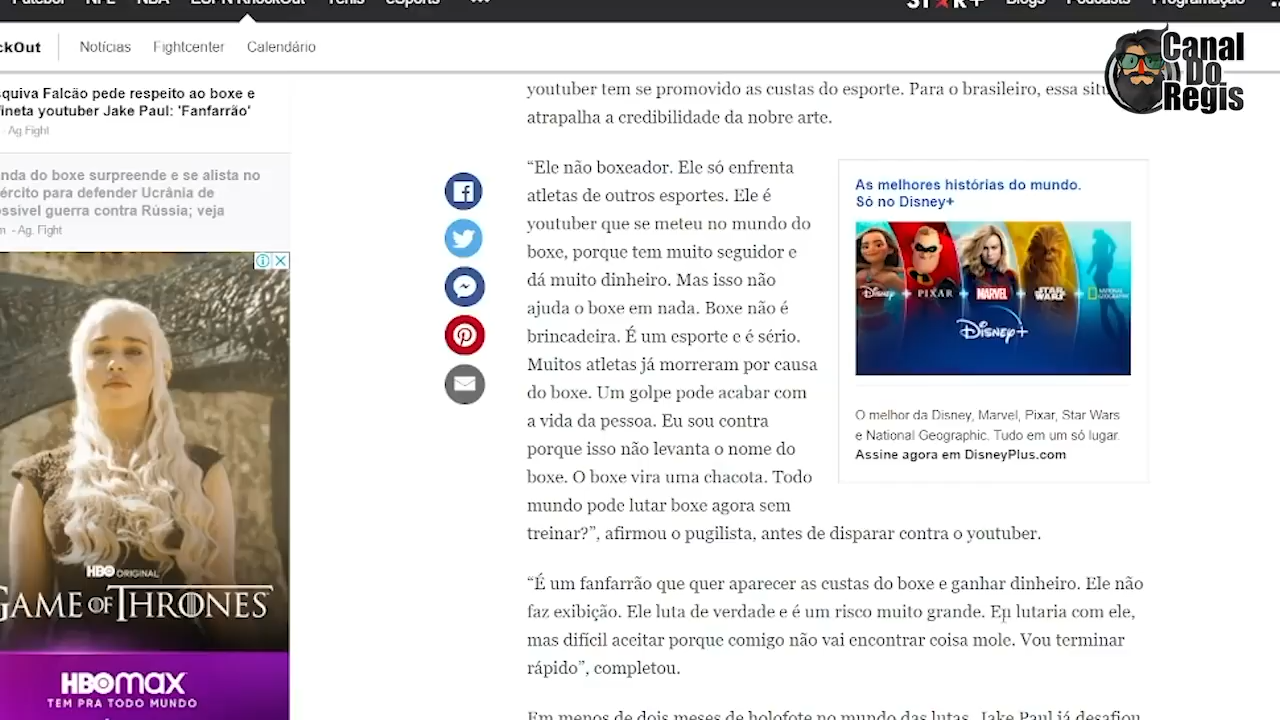 Futebol NFL NBA ESPN KnockOut Tênis eSports ...
STAR+ Blogs Podcasts Programação
ckOut Notícias Fightcenter Calendário
Canal
Do
Regis
squiva Falcão pede respeito ao boxe e
fineta youtuber Jake Paul: 'Fanfarrão'
- Ag Fight
nda do boxe surpreende e se alista no
ército para defender Ucrânia de
ossível guerra contra Rússia; veja
m - Ag. Fight
HBO ORIGINAL
GAME OF THRONES
HBOMAX
TEM PRA TODO MUNDO
youtuber tem se promovido as custas do esporte. Para o brasileiro, essa situ
atrapalha a credibilidade da nobre arte.
“Ele não boxeador. Ele só enfrenta
atletas de outros esportes. Ele é
youtuber que se meteu no mundo do
boxe, porque tem muito seguidor e
dá muito dinheiro. Mas isso não
ajuda o boxe em nada. Boxe não é
brincadeira. É um esporte e é sério.
Muitos atletas já morreram por causa
do boxe. Um golpe pode acabar com
a vida da pessoa. Eu sou contra
porque isso não levanta o nome do
boxe. O boxe vira uma chacota. Todo
mundo pode lutar boxe agora sem
treinar?”, afirmou o pugilista, antes de disparar contra o youtuber.
“É um fanfarrão que quer aparecer as custas do boxe e ganhar dinheiro. Ele não
faz exibição. Ele luta de verdade e é um risco muito grande. Eu lutaria com ele,
mas difícil aceitar porque comigo não vai encontrar coisa mole. Vou terminar
rápido”, completou.
Em menos de dois meses de holofote no mundo das lutas, Jake Paul já desafiou
As melhores histórias do mundo.
Só no Disney+
Disney + PIXAR + MARVEL + STAR WARS + NATIONAL GEOGRAPHIC
Disney+
O melhor da Disney, Marvel, Pixar, Star Wars
e National Geographic. Tudo em um só lugar.
Assine agora em DisneyPlus.com